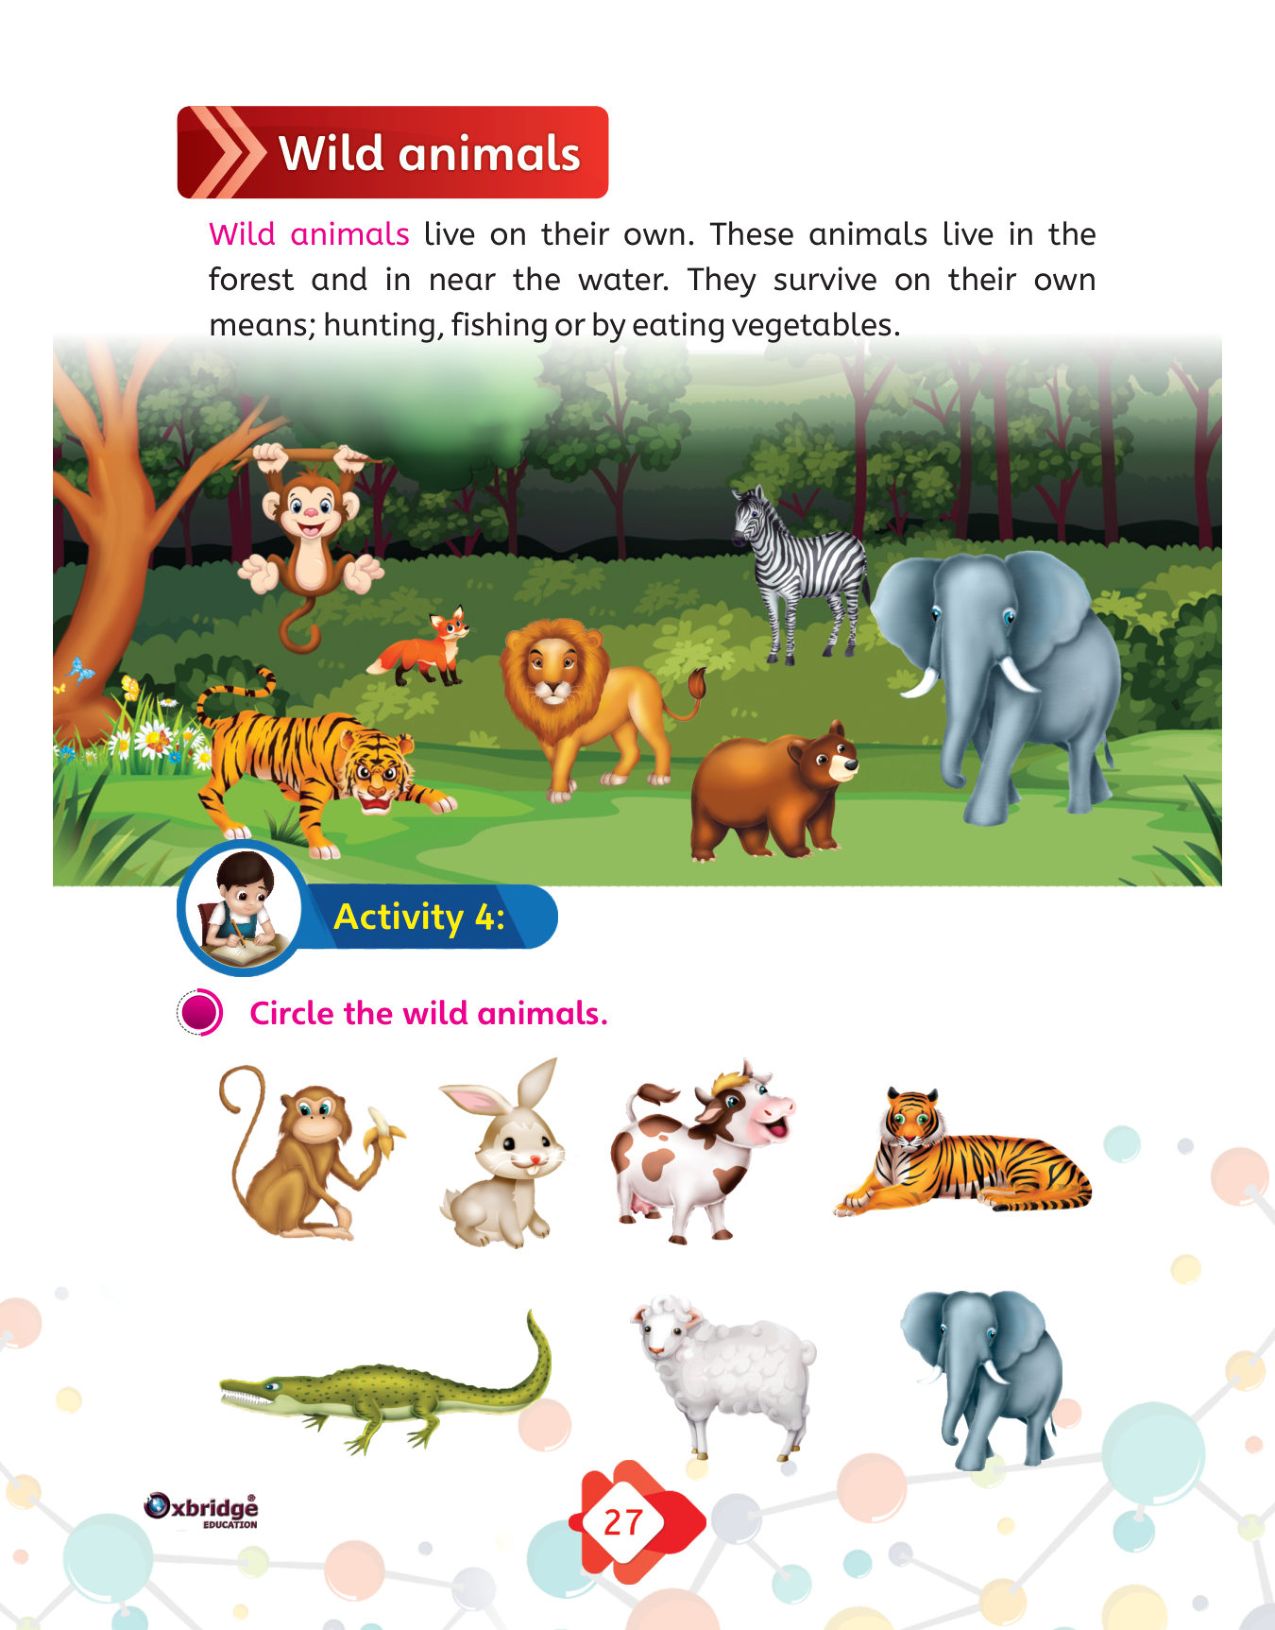 Wild animals
Wild animals live on their own. These animals live in the
forest and in near the water. They survive on their own
means; hunting, fishing or by eating vegetables.
Activity 4:
Circle the wild animals.
Oxbridge®
EDUCATION
27